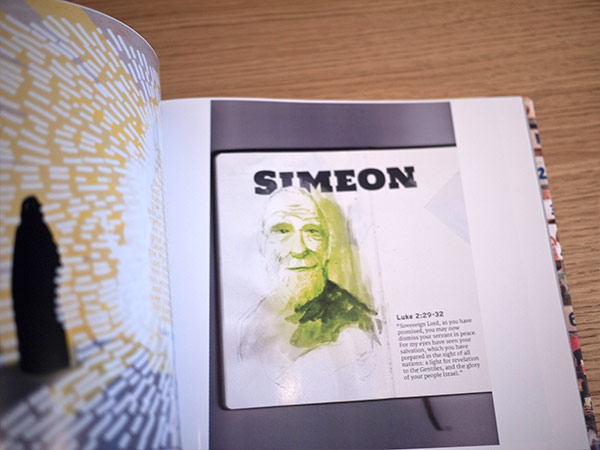 SIMEON
Luke 2:29-32
"Sovereign Lord, as you have
promised, you may now
dismiss your servant in peace.
For my eyes have seen your
salvation, which you have
prepared in the sight of all
nations: a light for revelation
to the Gentiles, and the glory
of your people Israel."